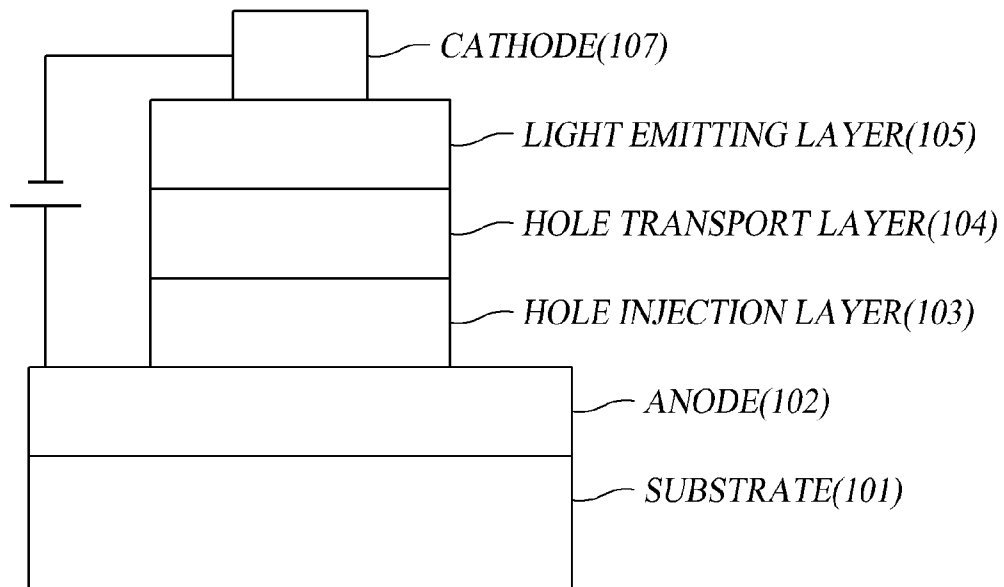 CATHODE(107)
LIGHT EMITTING LAYER(105)
HOLE TRANSPORT LAYER(104)
HOLE INJECTION LAYER(103)
ANODE(102)
SUBSTRATE(101)